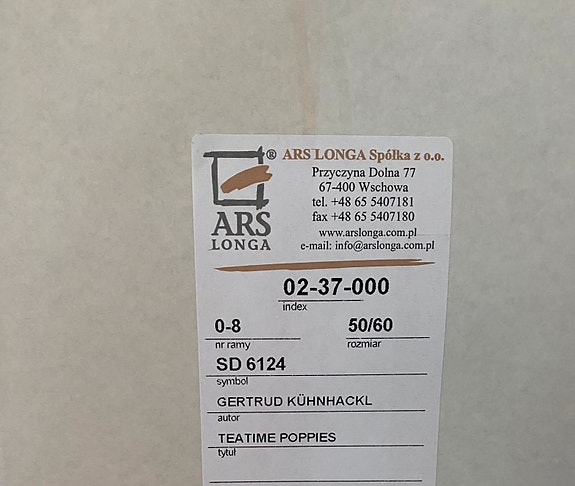 ® ARS LONGA Spółka z o.o.
Przyczyna Dolna 77
67-400 Wschowa
tel. +48 65 5407181
fax +48 65 5407180
www.arslonga.com.pl
e-mail: info@arslonga.com.pl
ARS
LONGA
02-37-000
index
0-8 50/60
nr ramy rozmiar
SD 6124
symbol
GERTRUD KÜHNHACKL
autor
TEATIME POPPIES
tytuł